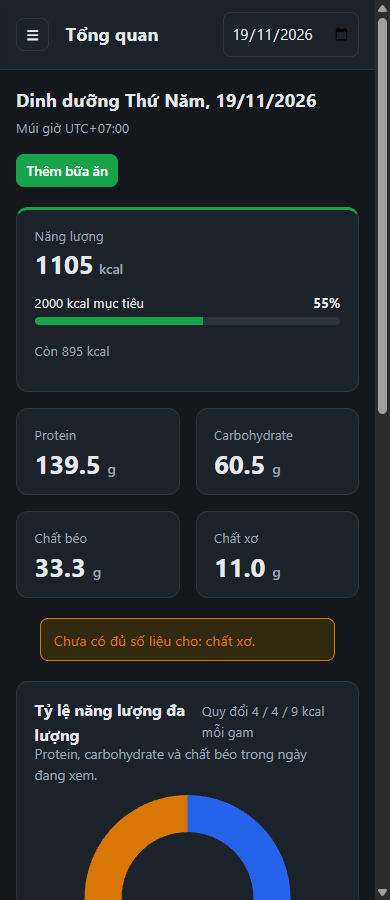 ☰ Tổng quan 19/11/2026
Dinh dưỡng Thứ Năm, 19/11/2026
Múi giờ UTC+07:00
Thêm bữa ăn
Năng lượng
1105 kcal
2000 kcal mục tiêu 55%
Còn 895 kcal
Protein
139.5 g
Carbohydrate
60.5 g
Chất béo
33.3 g
Chất xơ
11.0 g
Chưa có đủ số liệu cho: chất xơ.
Tỷ lệ năng lượng đa
lượng
Quy đổi 4 / 4 / 9 kcal
mỗi gam
Protein, carbohydrate và chất béo trong ngày
đang xem.